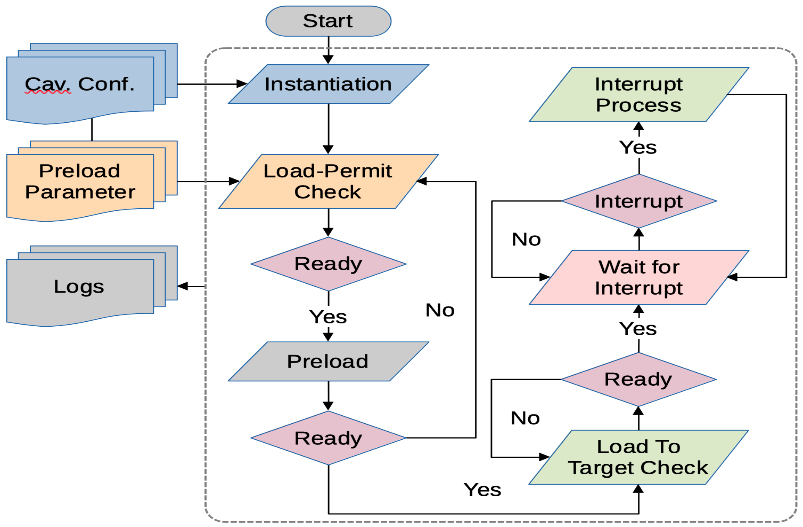 Start
Cav. Conf.
Instantiation
Preload
Parameter
Load-Permit
Check
Logs
Ready
Yes
No
Preload
Ready
Yes
Interrupt
Process
Yes
Interrupt
No
Wait for
Interrupt
Yes
Ready
No
Load To
Target Check